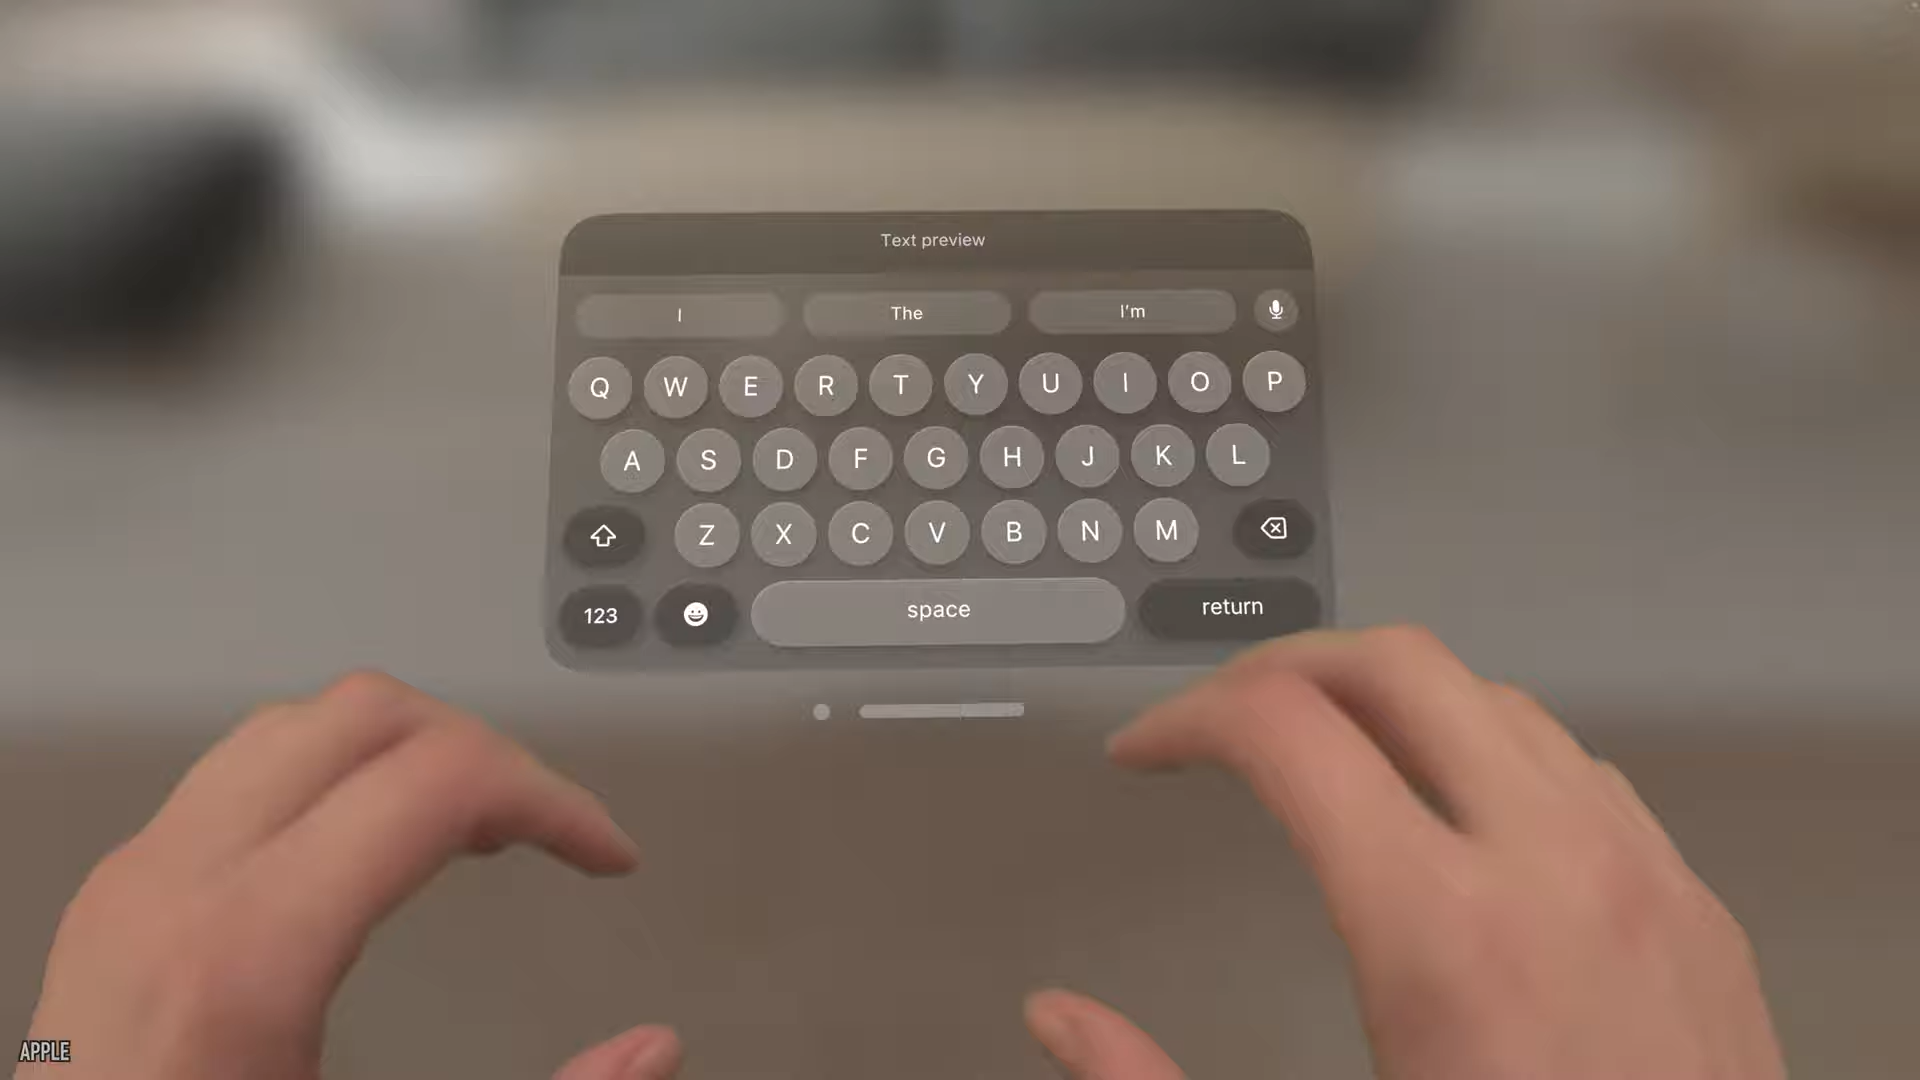 Text preview
I The I'm
Q W E R T Y U I O P
A S D F G H J K L
Z X C V B N M
123 space return
APPLE